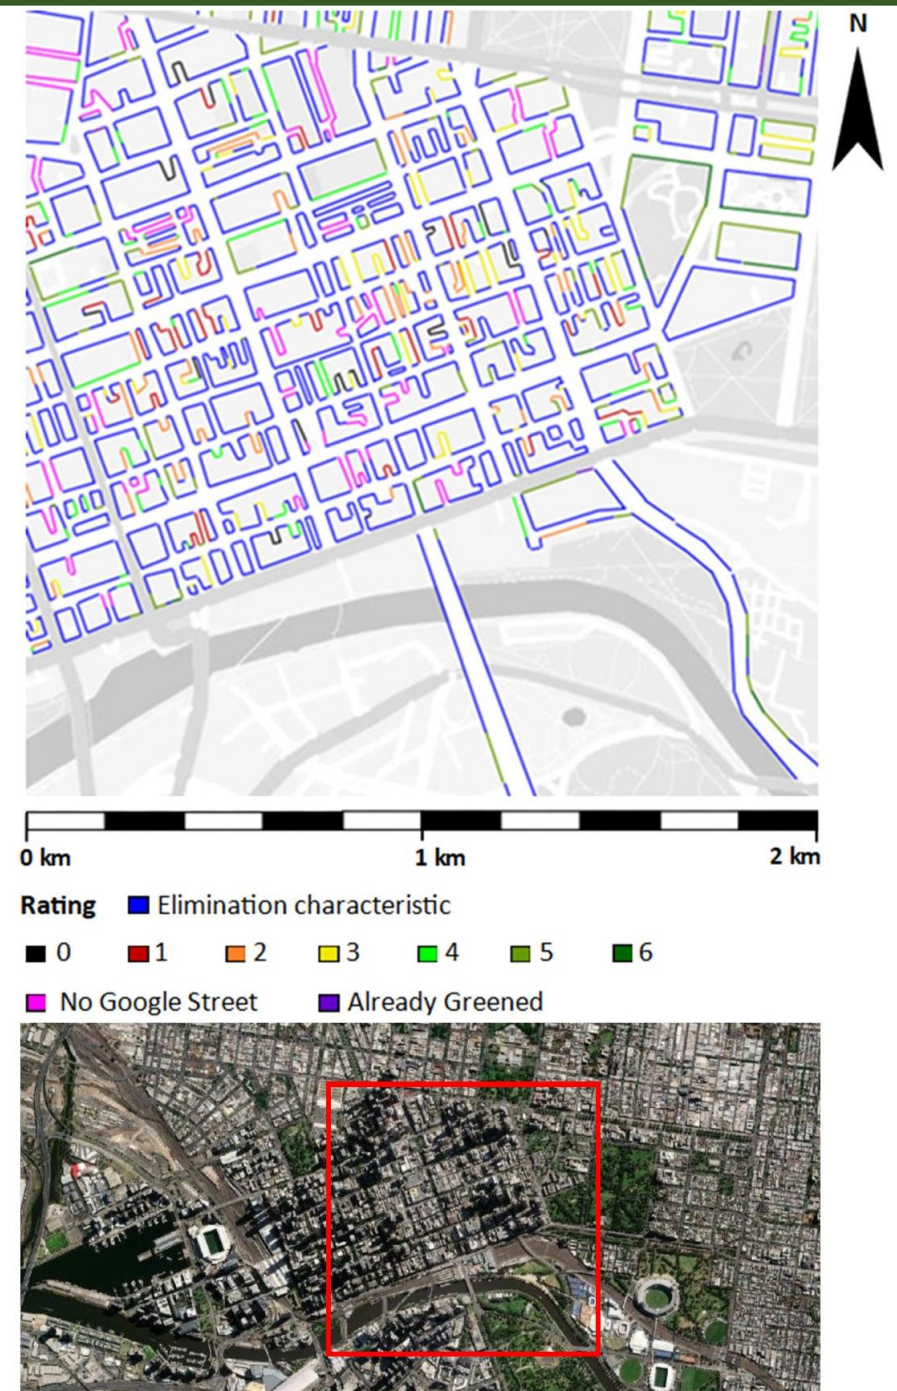 N
0 km 1 km 2 km
Rating Elimination characteristic
0 1 2 3 4 5 6
No Google Street Already Greened